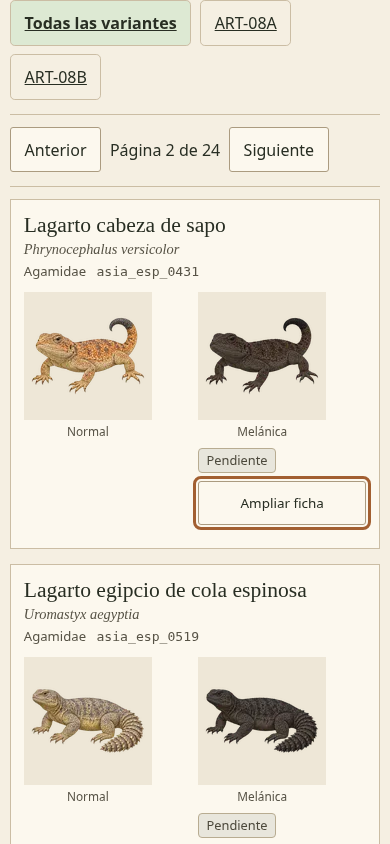 Todas las variantes
ART-08A
ART-08B
Anterior
Página 2 de 24
Siguiente
Lagarto cabeza de sapo
Phrynocephalus versicolor
Agamidae asia_esp_0431
Normal
Melánica
Pendiente
Ampliar ficha
Lagarto egipcio de cola espinosa
Uromastyx aegyptia
Agamidae asia_esp_0519
Normal
Melánica
Pendiente